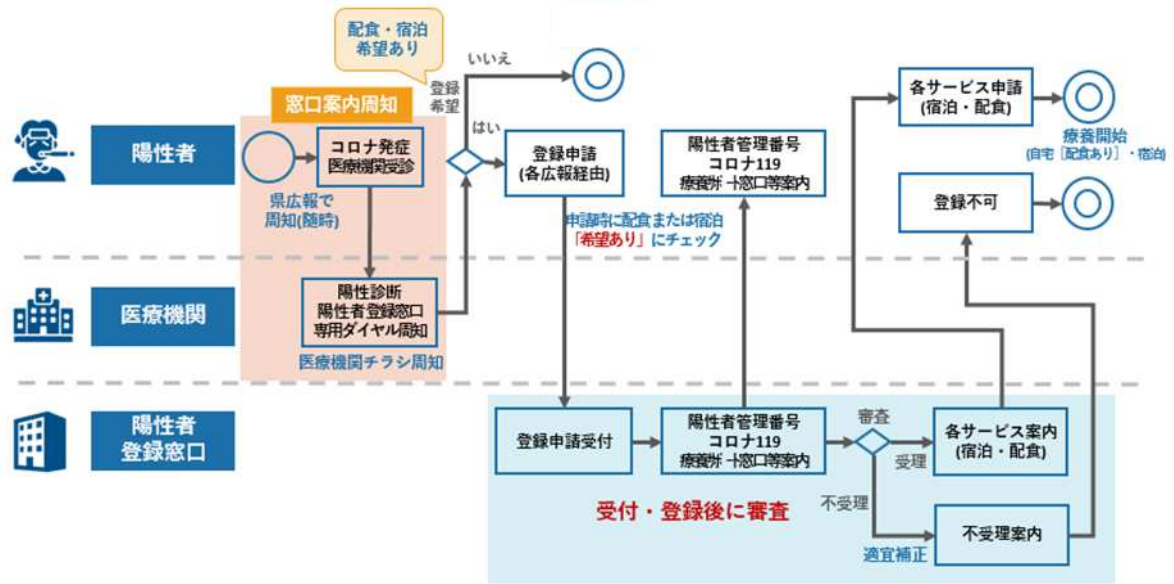 配食・宿泊
希望あり
いいえ
登録
希望
はい
窓口案内周知
陽性者
コロナ発症
医療機関受診
県広報で
周知(随時)
登録申請
(各広報経由)
申請時に配食または宿泊
「希望あり」にチェック
陽性者管理番号
コロナ119
療養サポート窓口等案内
各サービス申請
(宿泊・配食)
療養開始
(自宅［配食あり］・宿泊)
登録不可
医療機関
陽性診断
陽性者登録窓口
専用ダイヤル周知
医療機関チラシ周知
陽性者
登録窓口
登録申請受付
陽性者管理番号
コロナ119
療養サポート窓口等案内
審査
受理
不受理
各サービス案内
(宿泊・配食)
受付・登録後に審査
適宜補正
不受理案内